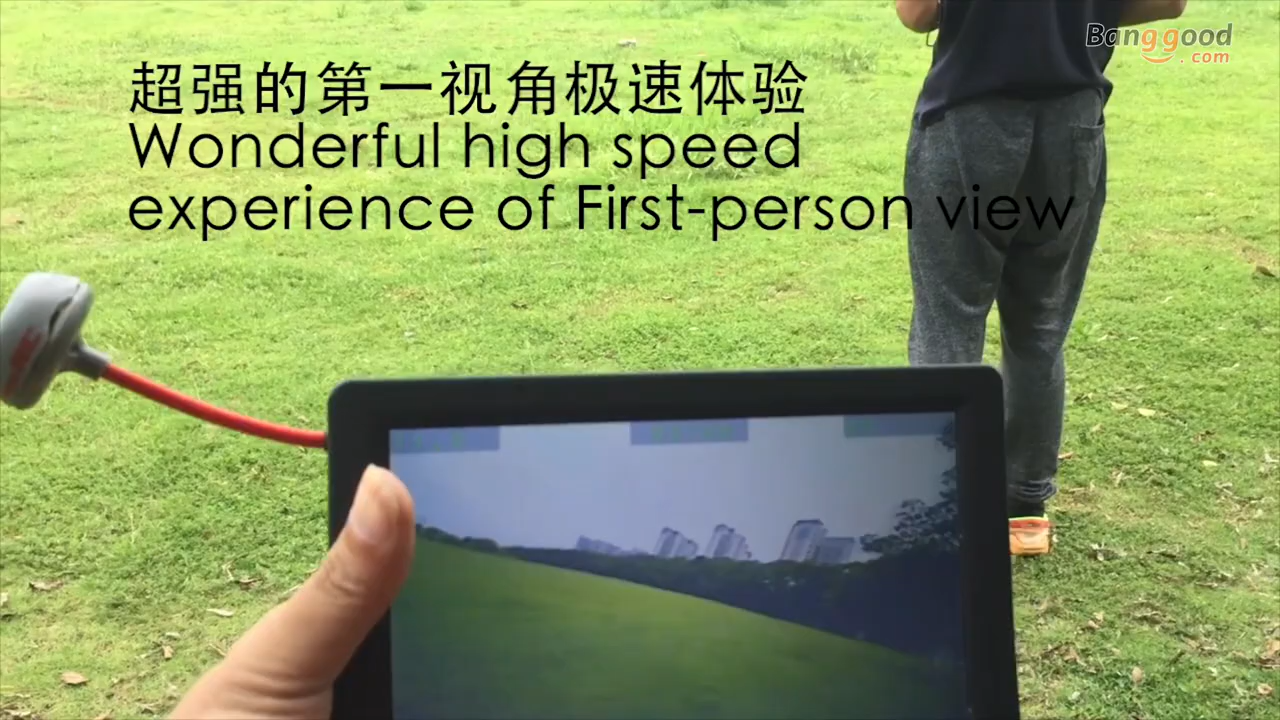 Banggood
.com
超强的第一视角极速体验
Wonderful high speed
experience of First-person view